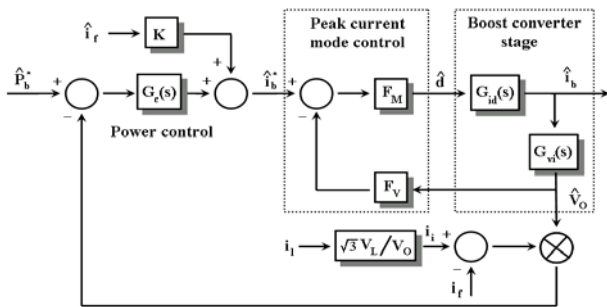 Peak current
mode control
Boost converter
stage
î_f
K
P̂_b*
+
−
G_c(s)
+
+
î_b*
−
F_M
d̂
G_id(s)
î_b
Power control
G_vi(s)
F_V
V̂_O
i_l
√3 V_L/V_O
i_i
+
−
i_f